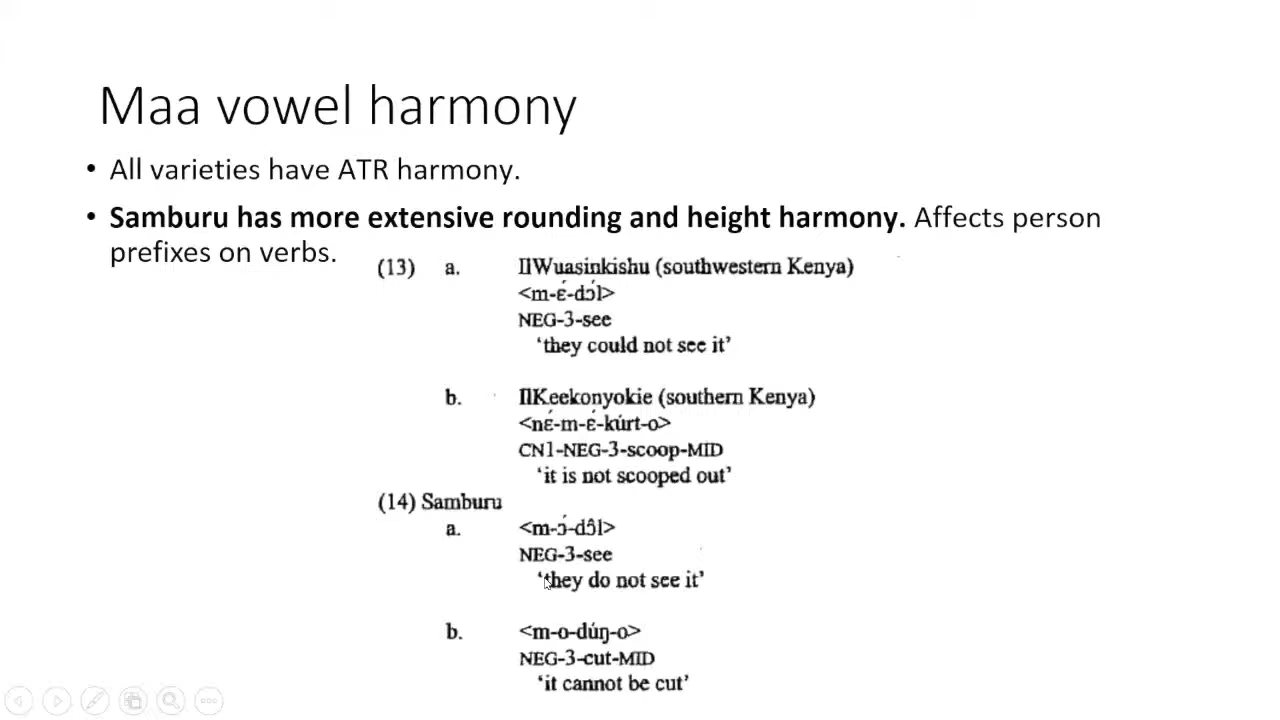 Maa vowel harmony
• All varieties have ATR harmony.
• Samburu has more extensive rounding and height harmony. Affects person
prefixes on verbs.
(13) a. IlWuasinkishu (southwestern Kenya)
<m-ɛ́-dɔ́l>
NEG-3-see
‘they could not see it’
b. IlKeekonyokie (southern Kenya)
<nɛ́-m-ɛ́-kúrt-o>
CN1-NEG-3-scoop-MID
‘it is not scooped out’
(14) Samburu
a. <m-ɔ́-dɔ̂l>
NEG-3-see
‘they do not see it’
b. <m-o-dúŋ-o>
NEG-3-cut-MID
‘it cannot be cut’